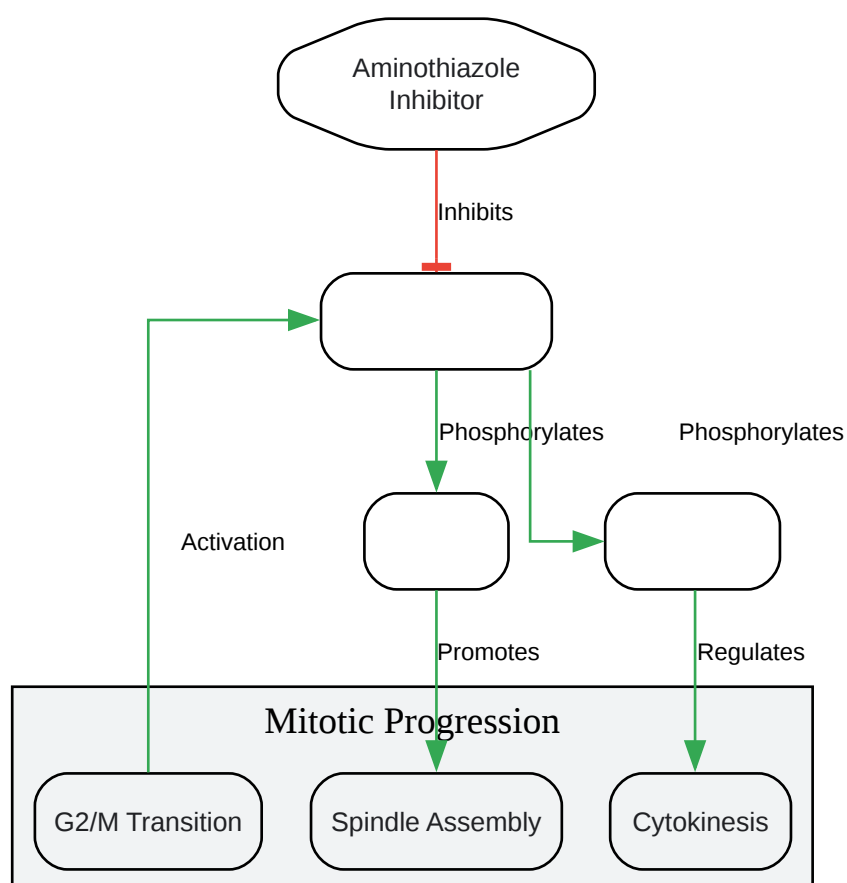 Aminothiazole
Inhibitor
Inhibits
Phosphorylates
Phosphorylates
Activation
Promotes
Regulates
Mitotic Progression
G2/M Transition
Spindle Assembly
Cytokinesis